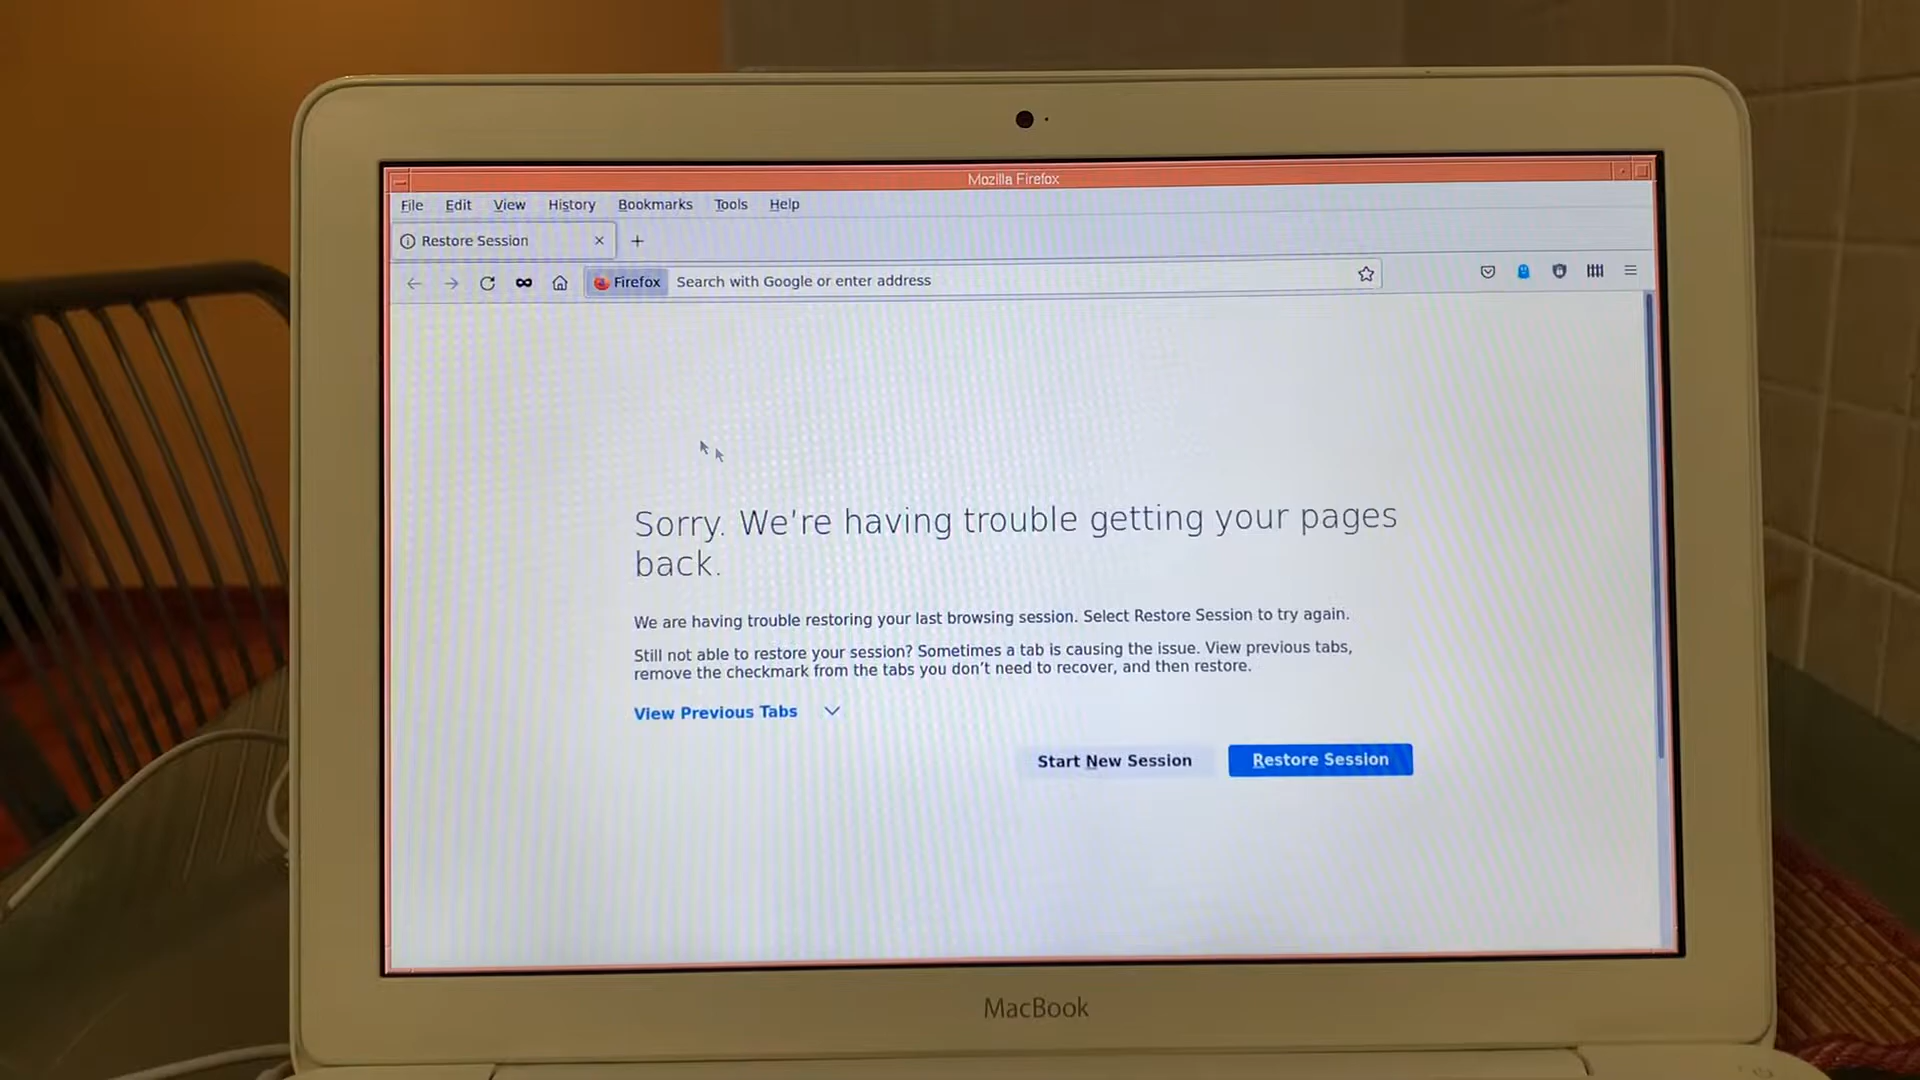 Mozilla Firefox
File Edit View History Bookmarks Tools Help
Restore Session
Firefox Search with Google or enter address
Sorry. We're having trouble getting your pages
back.
We are having trouble restoring your last browsing session. Select Restore Session to try again.
Still not able to restore your session? Sometimes a tab is causing the issue. View previous tabs,
remove the checkmark from the tabs you don’t need to recover, and then restore.
View Previous Tabs
Start New Session Restore Session
MacBook